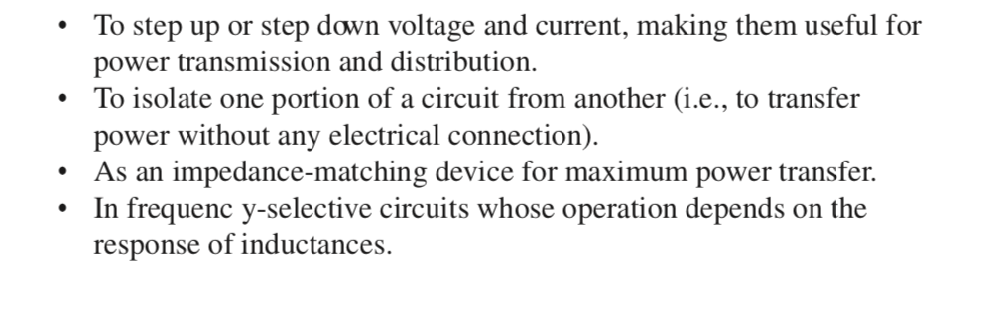 • To step up or step down voltage and current, making them useful for
power transmission and distribution.
• To isolate one portion of a circuit from another (i.e., to transfer
power without any electrical connection).
• As an impedance-matching device for maximum power transfer.
• In frequenc y-selective circuits whose operation depends on the
response of inductances.